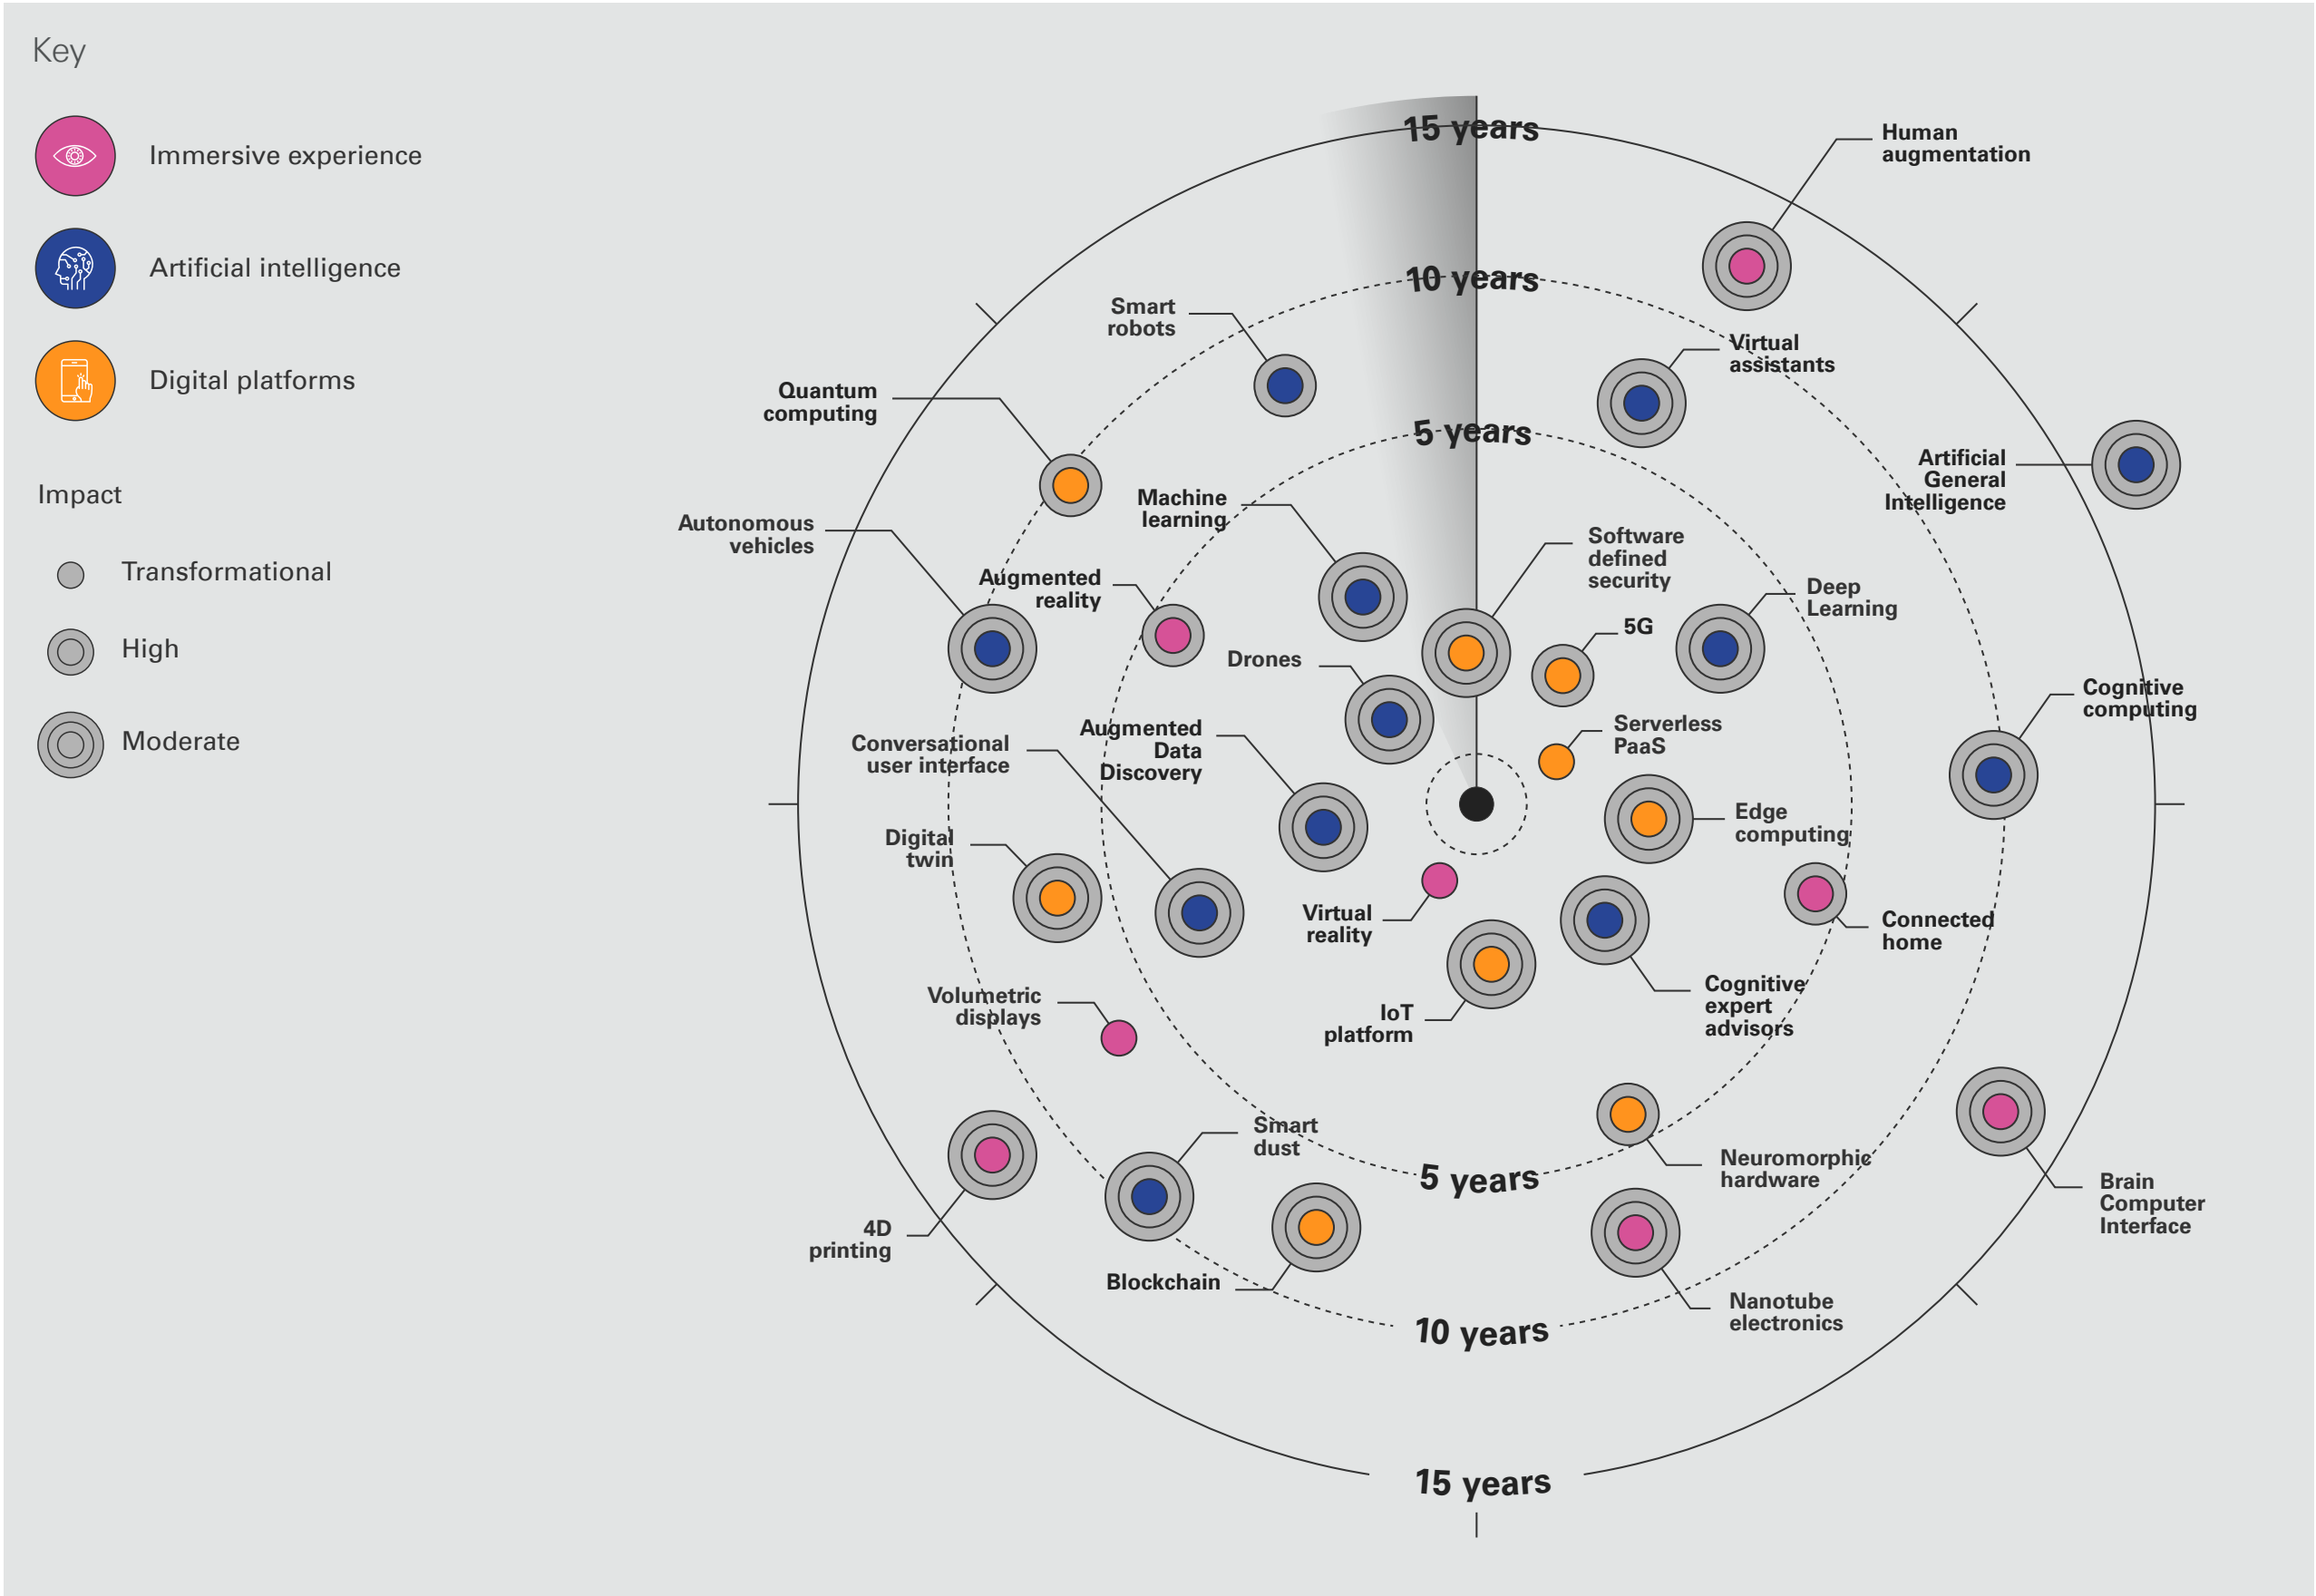 Key
Immersive experience
Artificial intelligence
Digital platforms
Impact
Transformational
High
Moderate
15 years
10 years
5 years
Human
augmentation
Smart
robots
Virtual
assistants
Quantum
computing
Artificial
General
Intelligence
Machine
learning
Autonomous
vehicles
Software
defined
security
Augmented
reality
Deep
Learning
5G
Drones
Cognitive
computing
Serverless
PaaS
Augmented
Data
Discovery
Conversational
user interface
Edge
computing
Digital
twin
Virtual
reality
Connected
home
Volumetric
displays
Cognitive
expert
advisors
IoT
platform
Smart
dust
Neuromorphic
hardware
5 years
Brain
Computer
Interface
4D
printing
Blockchain
Nanotube
electronics
10 years
15 years